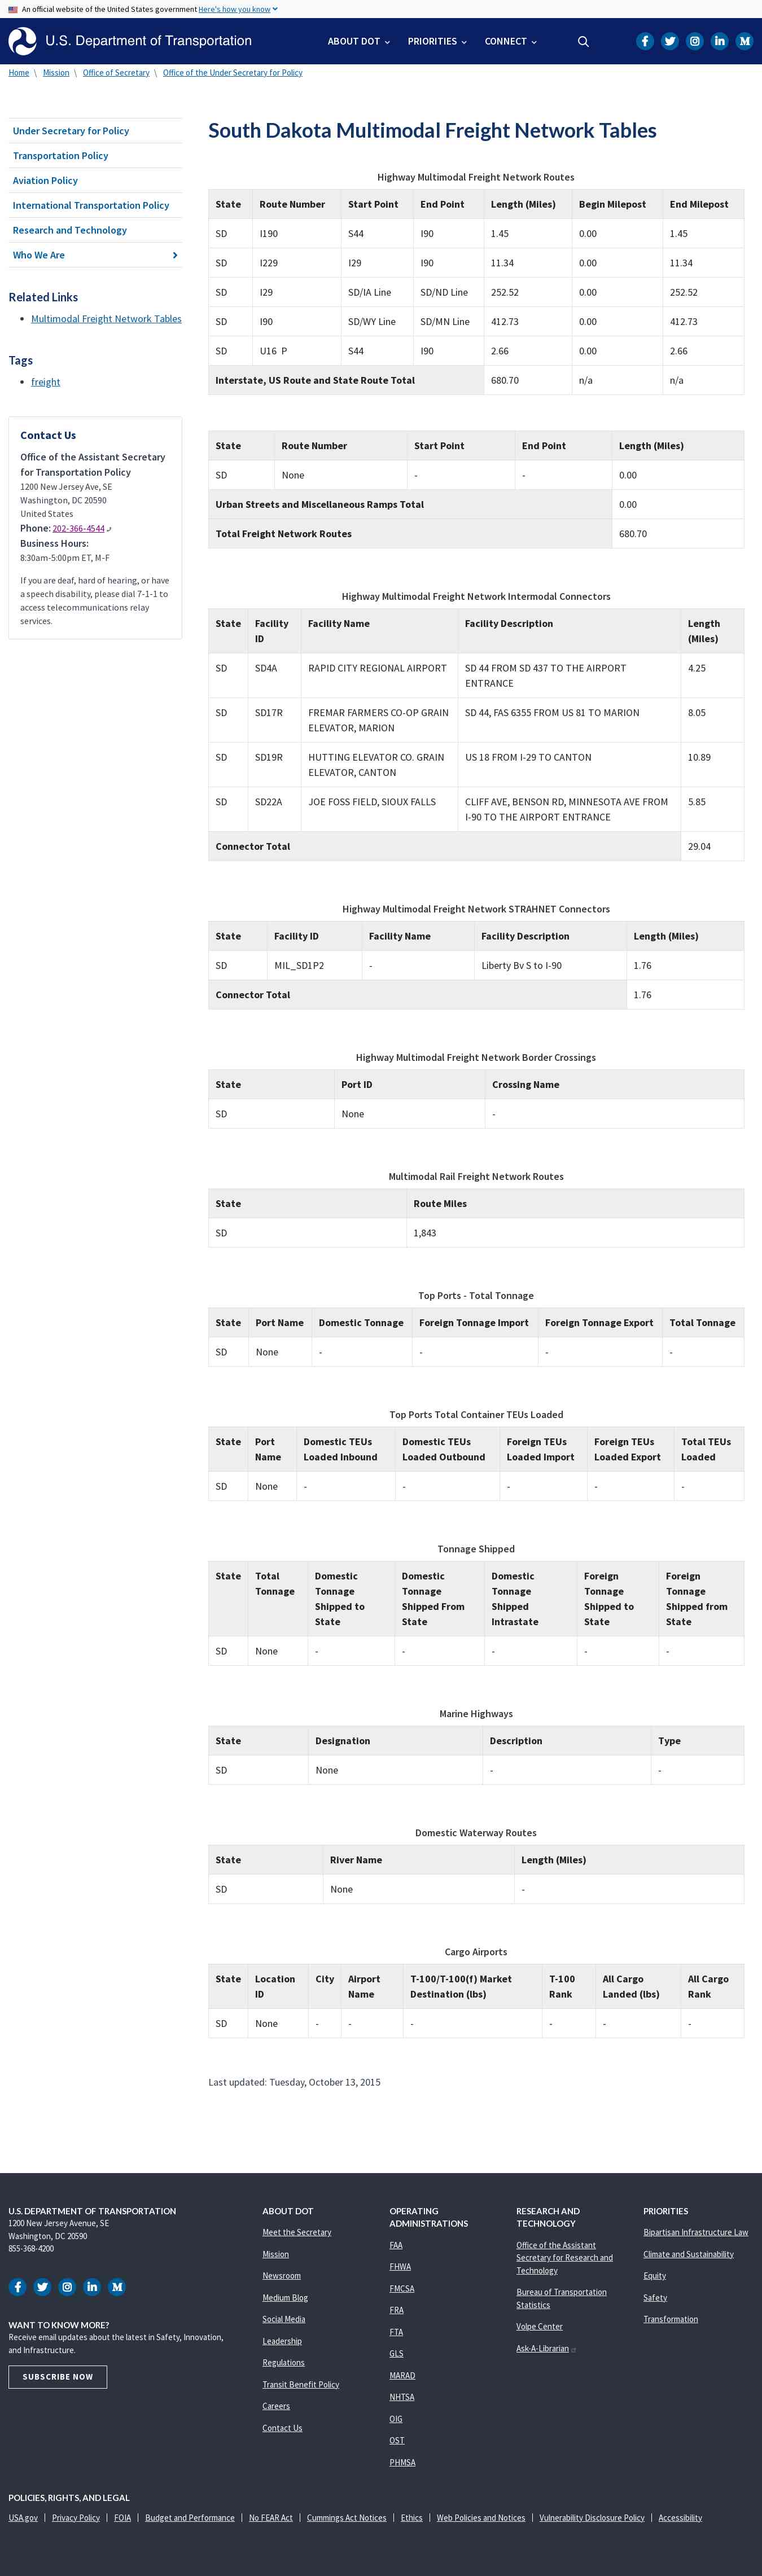 An official website of the United States government Here's how you know
U.S. Department of Transportation
ABOUT DOT
PRIORITIES
CONNECT
Home \ Mission \ Office of Secretary \ Office of the Under Secretary for Policy
Under Secretary for Policy
Transportation Policy
Aviation Policy
International Transportation Policy
Research and Technology
Who We Are
Related Links
Multimodal Freight Network Tables
Tags
freight
Contact Us
Office of the Assistant Secretary
for Transportation Policy
1200 New Jersey Ave, SE
Washington, DC 20590
United States
Phone: 202-366-4544
Business Hours:
8:30am-5:00pm ET, M-F
If you are deaf, hard of hearing, or have
a speech disability, please dial 7-1-1 to
access telecommunications relay
services.
South Dakota Multimodal Freight Network Tables
Highway Multimodal Freight Network Routes
State Route Number Start Point End Point Length (Miles) Begin Milepost End Milepost
SD I190 S44 I90 1.45 0.00 1.45
SD I229 I29 I90 11.34 0.00 11.34
SD I29 SD/IA Line SD/ND Line 252.52 0.00 252.52
SD I90 SD/WY Line SD/MN Line 412.73 0.00 412.73
SD U16 P S44 I90 2.66 0.00 2.66
Interstate, US Route and State Route Total 680.70 n/a n/a
State Route Number Start Point End Point Length (Miles)
SD None - - 0.00
Urban Streets and Miscellaneous Ramps Total 0.00
Total Freight Network Routes 680.70
Highway Multimodal Freight Network Intermodal Connectors
State Facility ID Facility Name Facility Description Length (Miles)
SD SD4A RAPID CITY REGIONAL AIRPORT SD 44 FROM SD 437 TO THE AIRPORT ENTRANCE 4.25
SD SD17R FREMAR FARMERS CO-OP GRAIN ELEVATOR, MARION SD 44, FAS 6355 FROM US 81 TO MARION 8.05
SD SD19R HUTTING ELEVATOR CO. GRAIN ELEVATOR, CANTON US 18 FROM I-29 TO CANTON 10.89
SD SD22A JOE FOSS FIELD, SIOUX FALLS CLIFF AVE, BENSON RD, MINNESOTA AVE FROM I-90 TO THE AIRPORT ENTRANCE 5.85
Connector Total 29.04
Highway Multimodal Freight Network STRAHNET Connectors
State Facility ID Facility Name Facility Description Length (Miles)
SD MIL_SD1P2 - Liberty Bv S to I-90 1.76
Connector Total 1.76
Highway Multimodal Freight Network Border Crossings
State Port ID Crossing Name
SD None -
Multimodal Rail Freight Network Routes
State Route Miles
SD 1,843
Top Ports - Total Tonnage
State Port Name Domestic Tonnage Foreign Tonnage Import Foreign Tonnage Export Total Tonnage
SD None - - - -
Top Ports Total Container TEUs Loaded
State Port Name Domestic TEUs Loaded Inbound Domestic TEUs Loaded Outbound Foreign TEUs Loaded Import Foreign TEUs Loaded Export Total TEUs Loaded
SD None - - - - -
Tonnage Shipped
State Total Tonnage Domestic Tonnage Shipped to State Domestic Tonnage Shipped From State Domestic Tonnage Shipped Intrastate Foreign Tonnage Shipped to State Foreign Tonnage Shipped from State
SD None - - - - -
Marine Highways
State Designation Description Type
SD None - -
Domestic Waterway Routes
State River Name Length (Miles)
SD None -
Cargo Airports
State Location ID City Airport Name T-100/T-100(f) Market Destination (lbs) T-100 Rank All Cargo Landed (lbs) All Cargo Rank
SD None - - - - - -
Last updated: Tuesday, October 13, 2015
U.S. DEPARTMENT OF TRANSPORTATION
1200 New Jersey Avenue, SE
Washington, DC 20590
855-368-4200
WANT TO KNOW MORE?
Receive email updates about the latest in Safety, Innovation,
and Infrastructure.
SUBSCRIBE NOW
ABOUT DOT
Meet the Secretary
Mission
Newsroom
Medium Blog
Social Media
Leadership
Regulations
Transit Benefit Policy
Careers
Contact Us
OPERATING
ADMINISTRATIONS
FAA
FHWA
FMCSA
FRA
FTA
GLS
MARAD
NHTSA
OIG
OST
PHMSA
RESEARCH AND
TECHNOLOGY
Office of the Assistant
Secretary for Research and
Technology
Bureau of Transportation
Statistics
Volpe Center
Ask-A-Librarian
PRIORITIES
Bipartisan Infrastructure Law
Climate and Sustainability
Equity
Safety
Transformation
POLICIES, RIGHTS, AND LEGAL
USA.gov | Privacy Policy | FOIA | Budget and Performance | No FEAR Act | Cummings Act Notices | Ethics | Web Policies and Notices | Vulnerability Disclosure Policy | Accessibility